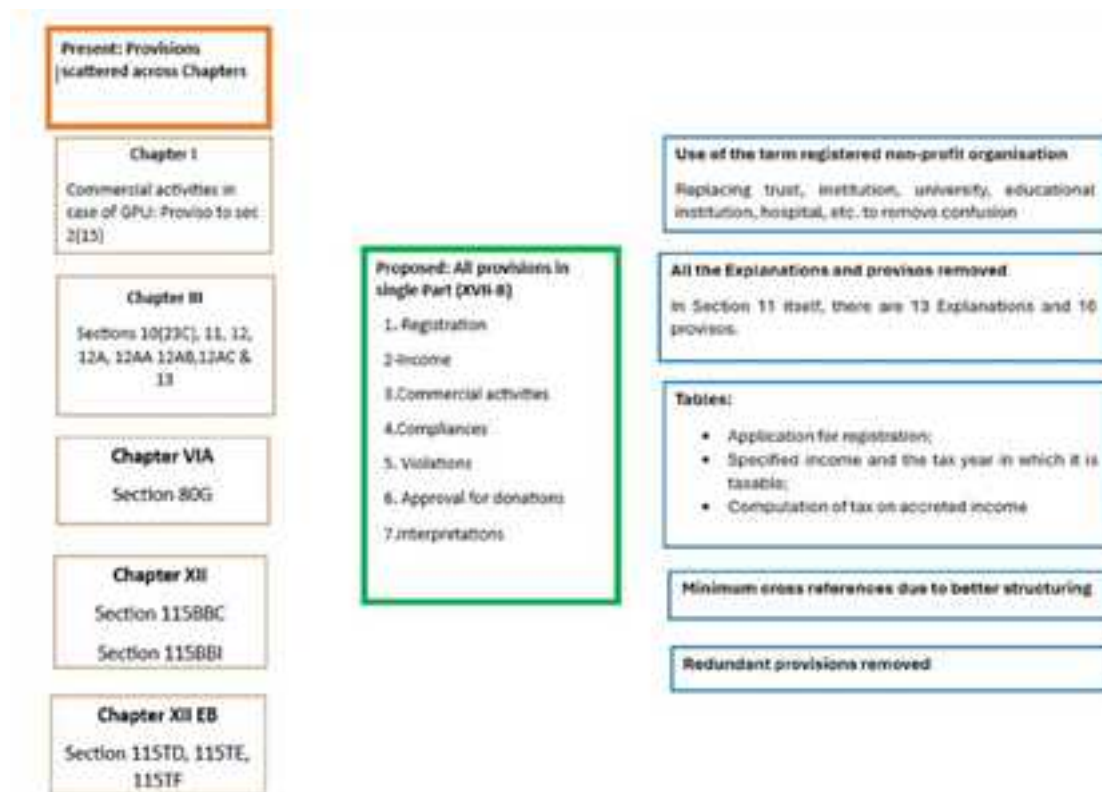 Present: Provisions
scattered across Chapters
Chapter I
Commercial activities in
case of GPU: Proviso to sec
2(15)
Chapter III
Sections 10(23C), 11, 12,
12A, 12AA 12AB,12AC &
13
Chapter VIA
Section 80G
Chapter XII
Section 115BBC
Section 115BBI
Chapter XII EB
Section 115TD, 115TE,
115TF
Proposed: All provisions in
single Part (XVII-B)
1. Registration
2-Income
3.Commercial activities
4.Compliances
5. Violations
6. Approval for donations
7.Interpretations
Use of the term registered non-profit organisation
Replacing trust, institution, university, educational
institution, hospital, etc. to remove confusion
All the Explanations and provisos removed
In Section 11 itself, there are 13 Explanations and 10
provisos.
Tables:
• Application for registration;
• Specified income and the tax year in which it is
taxable;
• Computation of tax on accreted income
Minimum cross references due to better structuring
Redundant provisions removed